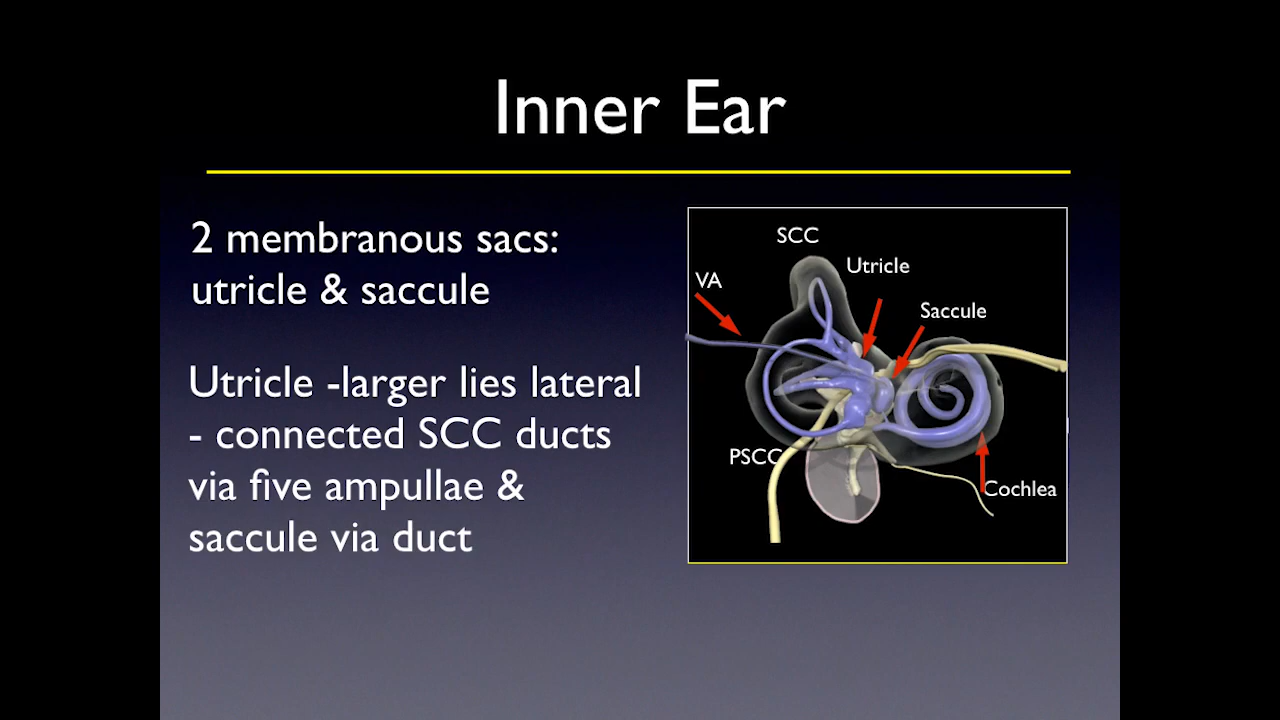 Inner Ear
2 membranous sacs:
utricle & saccule
Utricle -larger lies lateral
- connected SCC ducts
via five ampullae &
saccule via duct
SCC
Utricle
VA
Saccule
PSCC
Cochlea